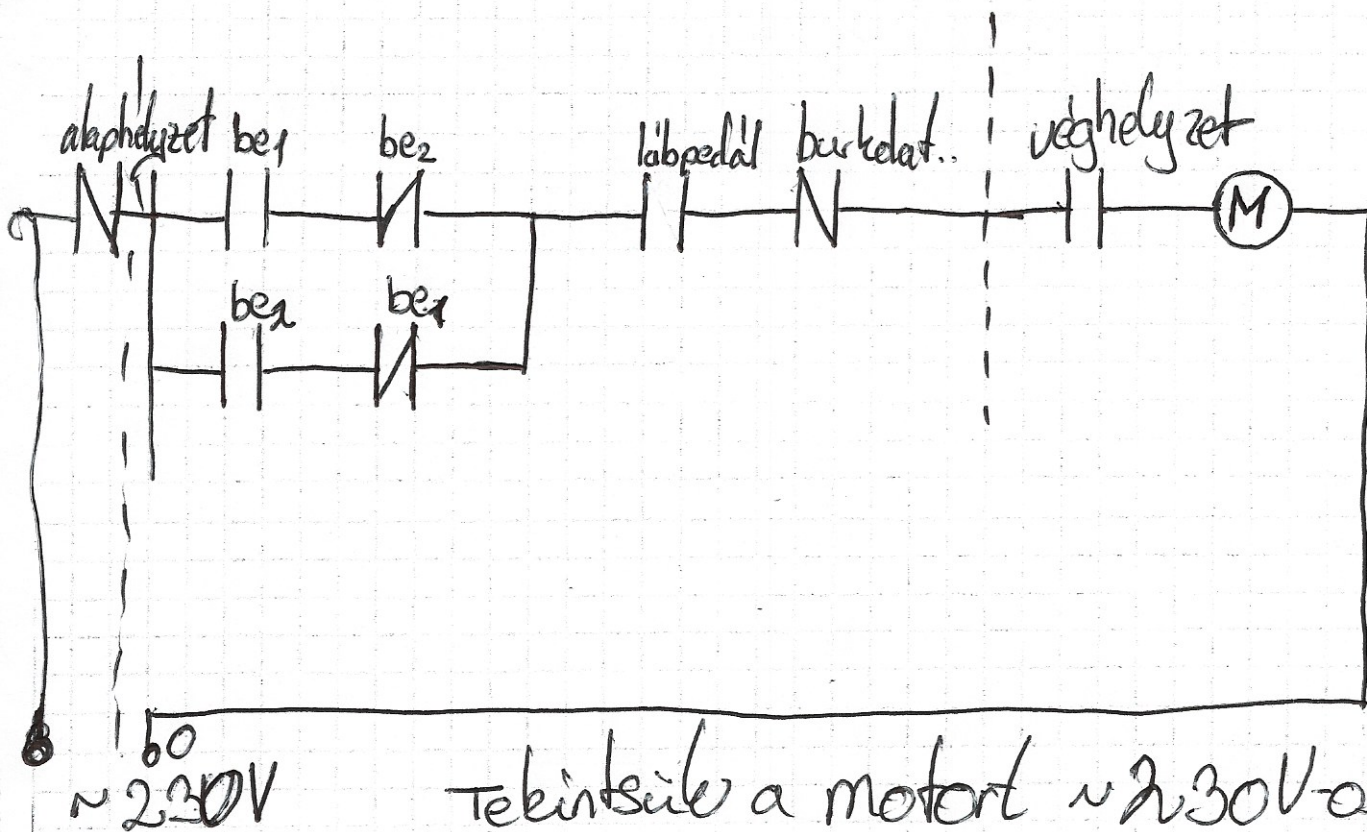 alaphelyzet be1 be2 lábpedál burkolat.. véghelyzet
M
be2 be1
~230V Tekintsük a motort ~230V-o